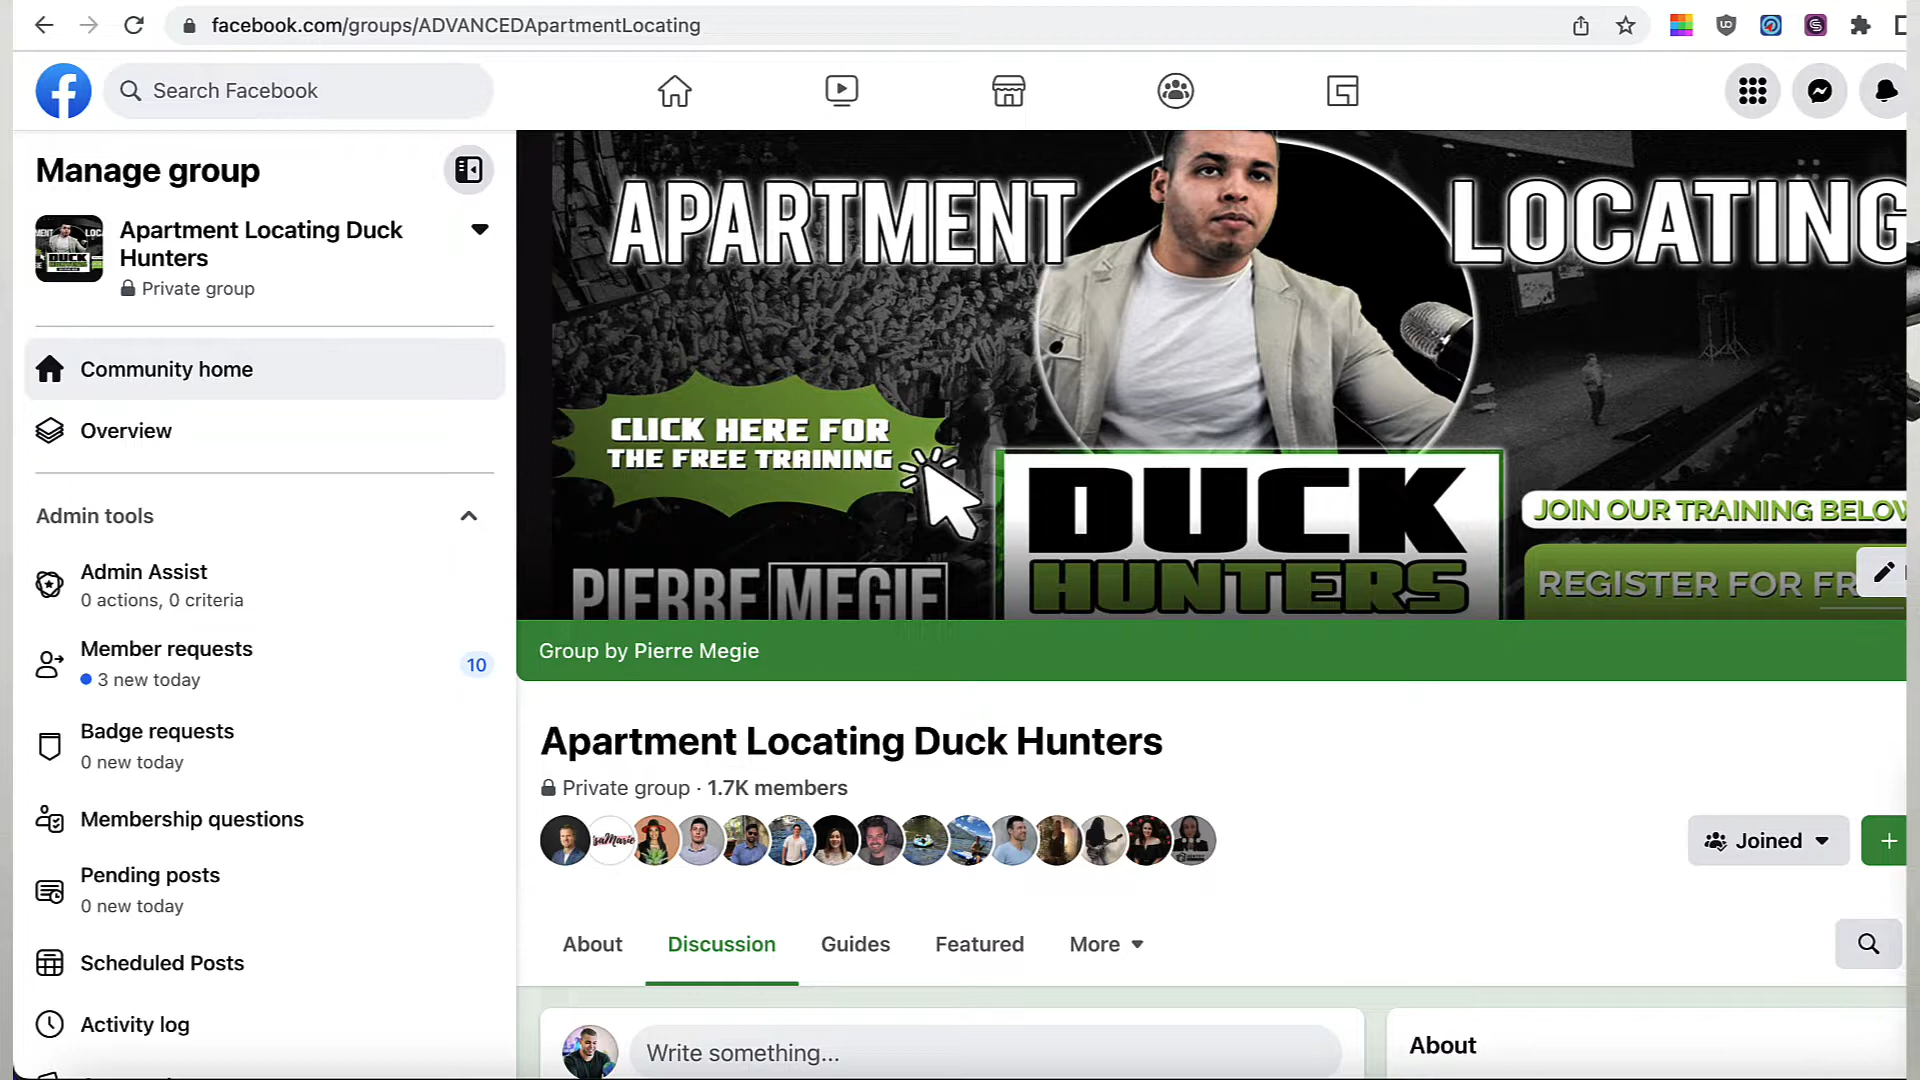 facebook.com/groups/ADVANCEDApartmentLocating
Search Facebook
Manage group
Apartment Locating Duck
Hunters
Private group
Community home
Overview
Admin tools
Admin Assist
0 actions, 0 criteria
Member requests
3 new today
10
Badge requests
0 new today
Membership questions
Pending posts
0 new today
Scheduled Posts
Activity log
APARTMENT
LOCATING
CLICK HERE FOR
THE FREE TRAINING
PIERRE MEGIE
DUCK
HUNTERS
JOIN OUR TRAINING BELOW
REGISTER FOR FR
Group by Pierre Megie
Apartment Locating Duck Hunters
Private group · 1.7K members
Joined
About
Discussion
Guides
Featured
More
Write something...
About